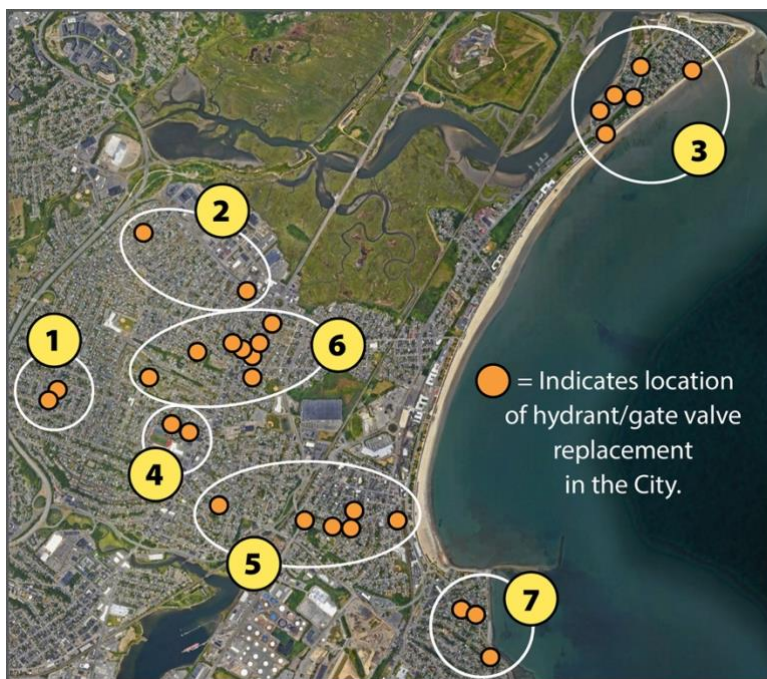 3
2
6
1
= Indicates location
of hydrant/gate valve
replacement
in the City.
4
5
7